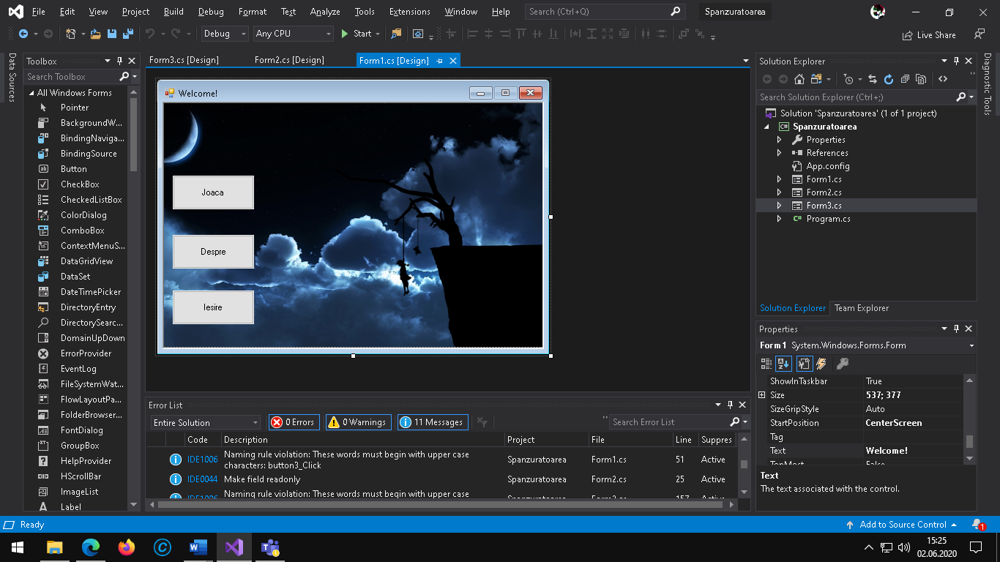 File Edit View Project Build Debug Format Test Analyze Tools Extensions Window Help Search (Ctrl+Q) Spanzuratoarea
Debug Any CPU Start Live Share
Data Sources
Toolbox
Search Toolbox
All Windows Forms
Pointer
BackgroundW...
BindingNaviga...
BindingSource
Button
CheckBox
CheckedListBox
ColorDialog
ComboBox
ContextMenuS...
DataGridView
DataSet
DateTimePicker
DirectoryEntry
DirectorySearc...
DomainUpDown
ErrorProvider
EventLog
FileSystemWat...
FlowLayoutPa...
FolderBrowser...
FontDialog
GroupBox
HelpProvider
HScrollBar
ImageList
Label
Form3.cs [Design] Form2.cs [Design] Form1.cs [Design]
Welcome!
Joaca
Despre
Iesire
Error List
Entire Solution 0 Errors 0 Warnings 11 Messages Search Error List
Code Description Project File Line Suppres
IDE1006 Naming rule violation: These words must begin with upper case characters: button3_Click Spanzuratoarea Form1.cs 51 Active
IDE0044 Make field readonly Spanzuratoarea Form2.cs 25 Active
Naming rule violation: These words must begin with upper case
Solution Explorer
Search Solution Explorer (Ctrl+;)
Solution 'Spanzuratoarea' (1 of 1 project)
Spanzuratoarea
Properties
References
App.config
Form1.cs
Form2.cs
Form3.cs
Program.cs
Solution Explorer Team Explorer
Diagnostic Tools
Properties
Form1 System.Windows.Forms.Form
ShowInTaskbar True
Size 537; 377
SizeGripStyle Auto
StartPosition CenterScreen
Tag
Text Welcome!
TopMost False
Text
The text associated with the control.
Ready Add to Source Control 1
15:25
02.06.2020